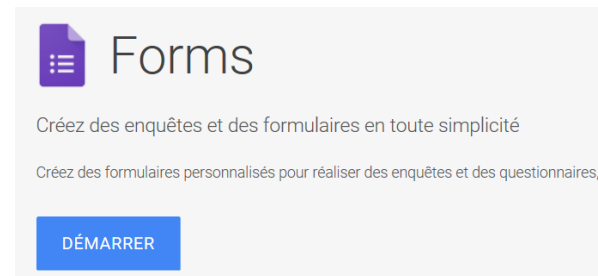 Forms
Créez des enquêtes et des formulaires en toute simplicité
Créez des formulaires personnalisés pour réaliser des enquêtes et des questionnaires,
DÉMARRER